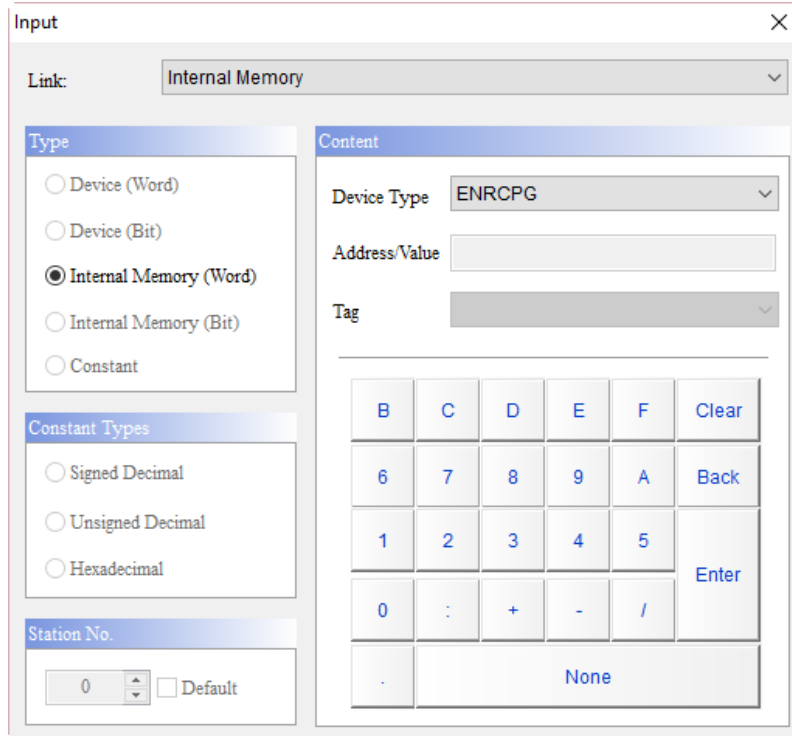 Input
Link: Internal Memory
Type
Device (Word)
Device (Bit)
Internal Memory (Word)
Internal Memory (Bit)
Constant
Constant Types
Signed Decimal
Unsigned Decimal
Hexadecimal
Station No.
0 Default
Content
Device Type ENRCPG
Address/Value
Tag
B C D E F Clear
6 7 8 9 A Back
1 2 3 4 5
Enter
0 : + - /
. None